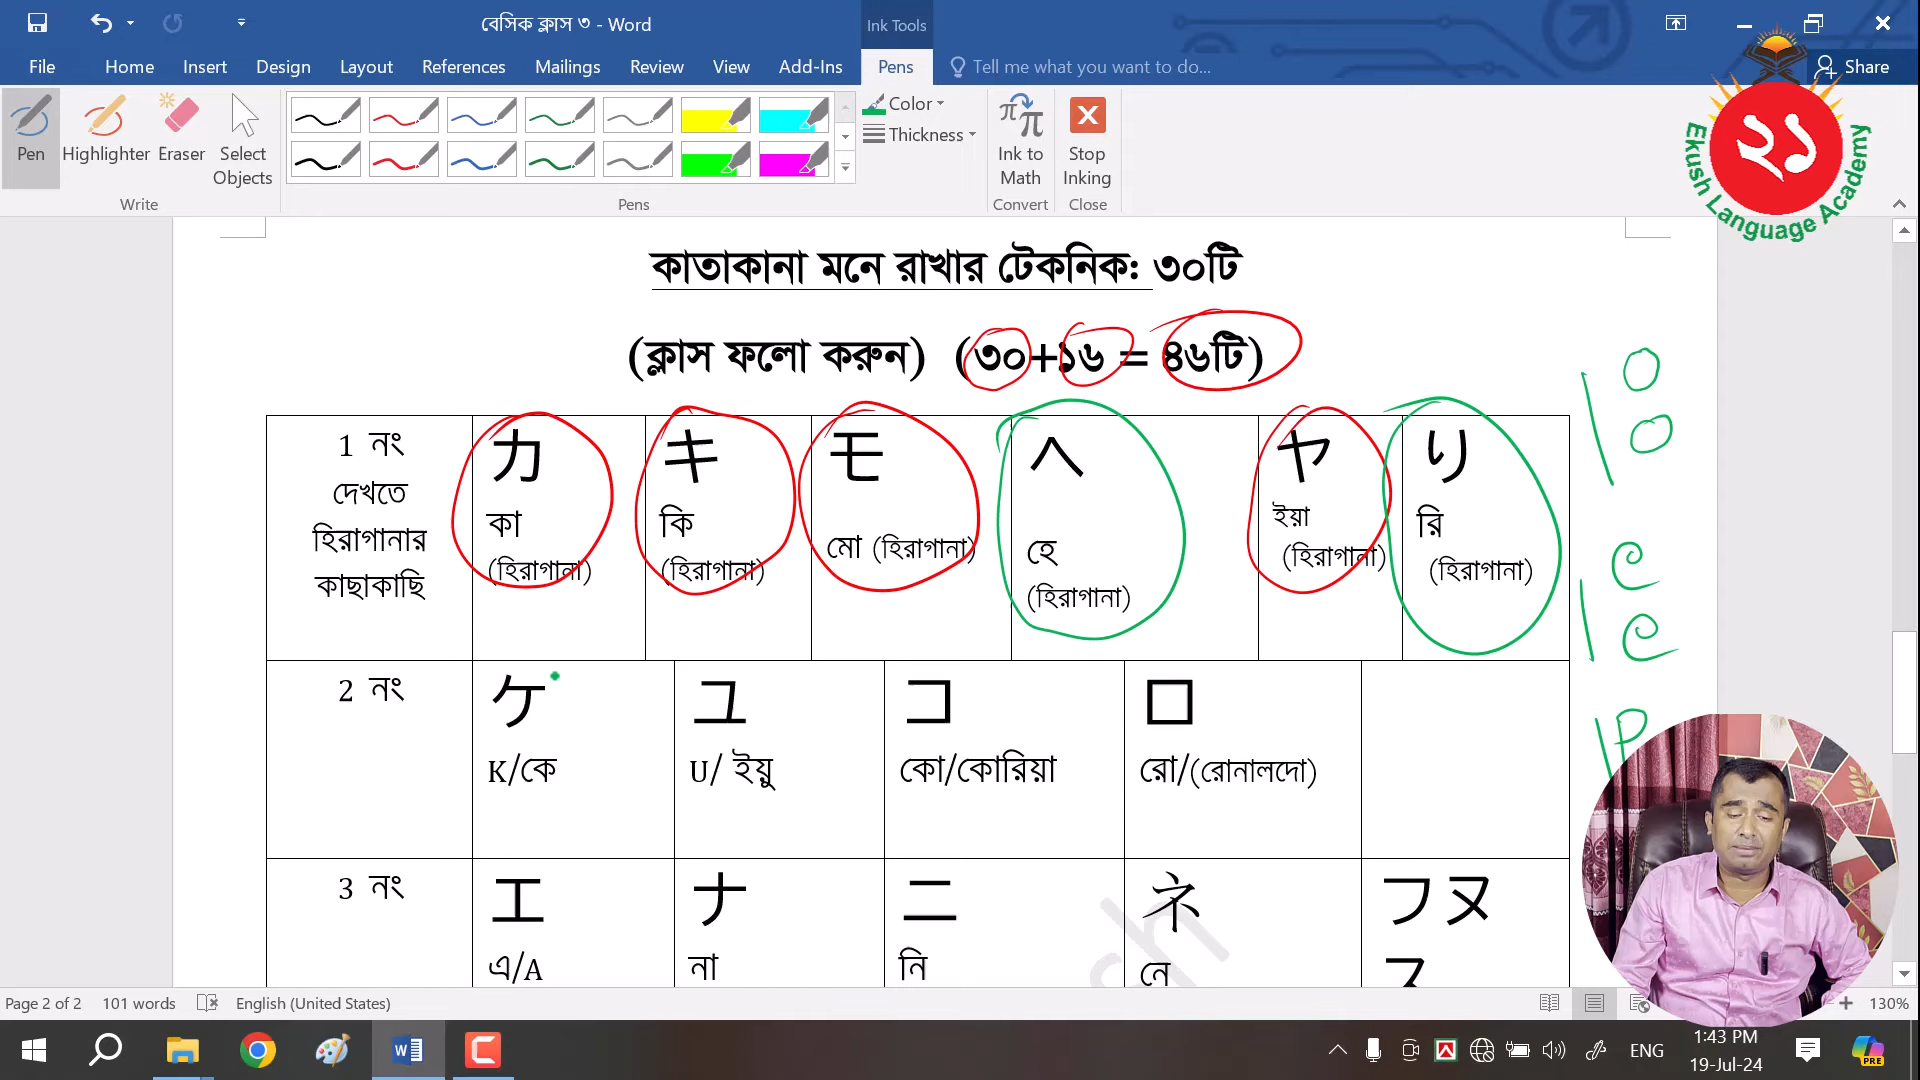 বেসিক ক্লাস ৩ - Word
Ink Tools
File
Home
Insert
Design
Layout
References
Mailings
Review
View
Add-Ins
Pens
Tell me what you want to do...
Share
Pen
Highlighter
Eraser
Select Objects
Color
Thickness
Ink to Math
Stop Inking
Write
Pens
Convert
Close
২১
Ekush Language Academy
কাতাকানা মনে রাখার টেকনিক: ৩০টি
(ক্লাস ফলো করুন) (৩০+১৬ = ৪৬টি)
1 নং দেখতে হিরাগানার কাছাকাছি
カ কা (হিরাগানা)
キ কি (হিরাগানা)
モ মো (হিরাগানা)
ヘ হে (হিরাগানা)
ヤ ইয়া (হিরাগানা)
り রি (হিরাগানা)
2 নং
ケ K/কে
ユ U/ ইয়ু
コ কো/কোরিয়া
ロ রো/(রোনালদো)
3 নং
エ এ/A
ナ না
ニ নি
ネ নে
フヌ
Page 2 of 2
101 words
English (United States)
130%
ENG
1:43 PM
19-Jul-24
PRE